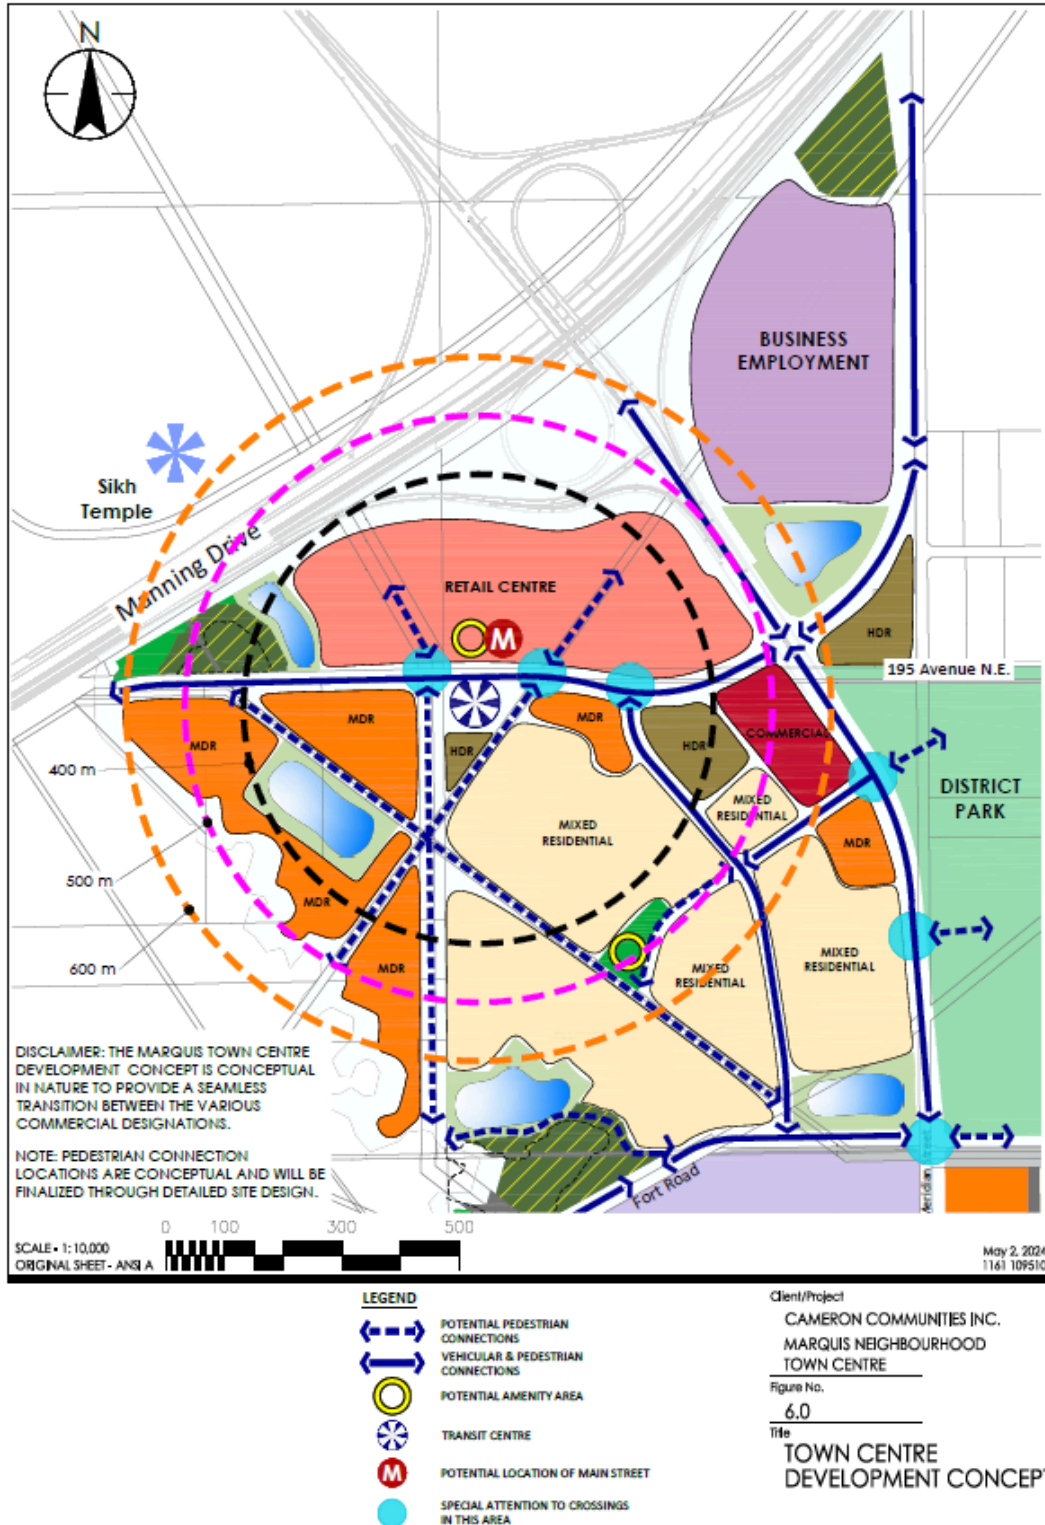 N
BUSINESS
EMPLOYMENT
Sikh
Temple
Manning Drive
RETAIL CENTRE
M
HDR
195 Avenue N.E.
MDR
MDR
MDR
HDR
HDR
COMMERCIAL
400 m
DISTRICT
PARK
MIXED
RESIDENTIAL
MIXED
RESIDENTIAL
MDR
500 m
MDR
600 m
MDR
MIXED
RESIDENTIAL
MIXED
RESIDENTIAL
DISCLAIMER: THE MARQUIS TOWN CENTRE
DEVELOPMENT CONCEPT IS CONCEPTUAL
IN NATURE TO PROVIDE A SEAMLESS
TRANSITION BETWEEN THE VARIOUS
COMMERCIAL DESIGNATIONS.
NOTE: PEDESTRIAN CONNECTION
LOCATIONS ARE CONCEPTUAL AND WILL BE
FINALIZED THROUGH DETAILED SITE DESIGN.
Fort Road
Meridian Street
0 100 300 500
SCALE • 1: 10,000
ORIGINAL SHEET - ANSI A
May 2, 2024
1161 109510
LEGEND
POTENTIAL PEDESTRIAN
CONNECTIONS
VEHICULAR & PEDESTRIAN
CONNECTIONS
POTENTIAL AMENITY AREA
TRANSIT CENTRE
M
POTENTIAL LOCATION OF MAIN STREET
SPECIAL ATTENTION TO CROSSINGS
IN THIS AREA
Client/Project
CAMERON COMMUNITIES INC.
MARQUIS NEIGHBOURHOOD
TOWN CENTRE
Figure No.
6.0
Title
TOWN CENTRE
DEVELOPMENT CONCEPT